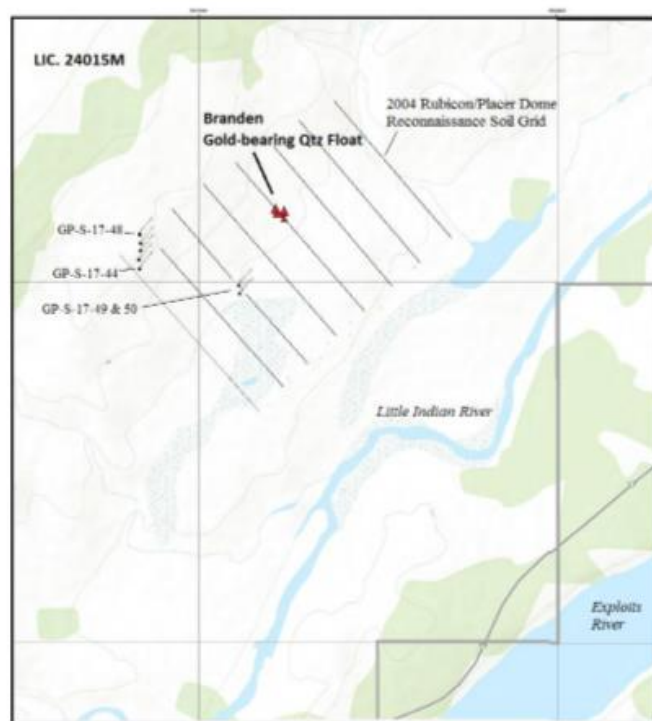 LIC. 24015M
2004 Rubicon/Placer Dome
Reconnaissance Soil Grid
Branden
Gold-bearing Qtz Float
GP-S-17-48
GP-S-17-44
GP-S-17-49 & 50
Little Indian River
Exploits
River